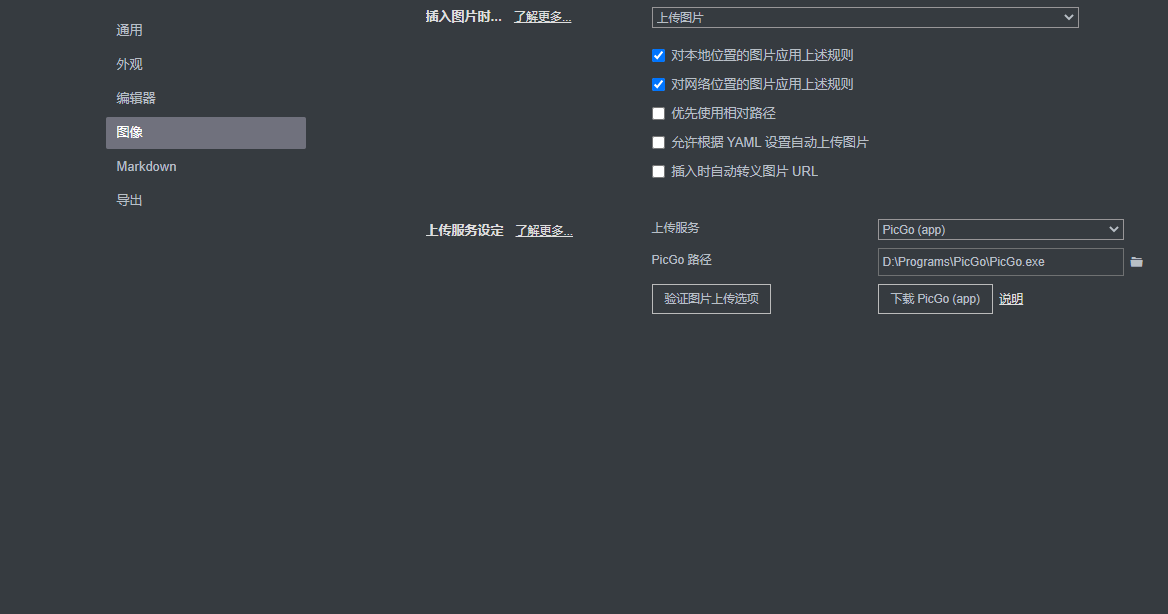 通用
外观
编辑器
图像
Markdown
导出
插入图片时... 了解更多...
上传图片
对本地位置的图片应用上述规则
对网络位置的图片应用上述规则
优先使用相对路径
允许根据 YAML 设置自动上传图片
插入时自动转义图片 URL
上传服务设定 了解更多...
上传服务 PicGo (app)
PicGo 路径 D:\Programs\PicGo\PicGo.exe
验证图片上传选项 下载 PicGo (app) 说明